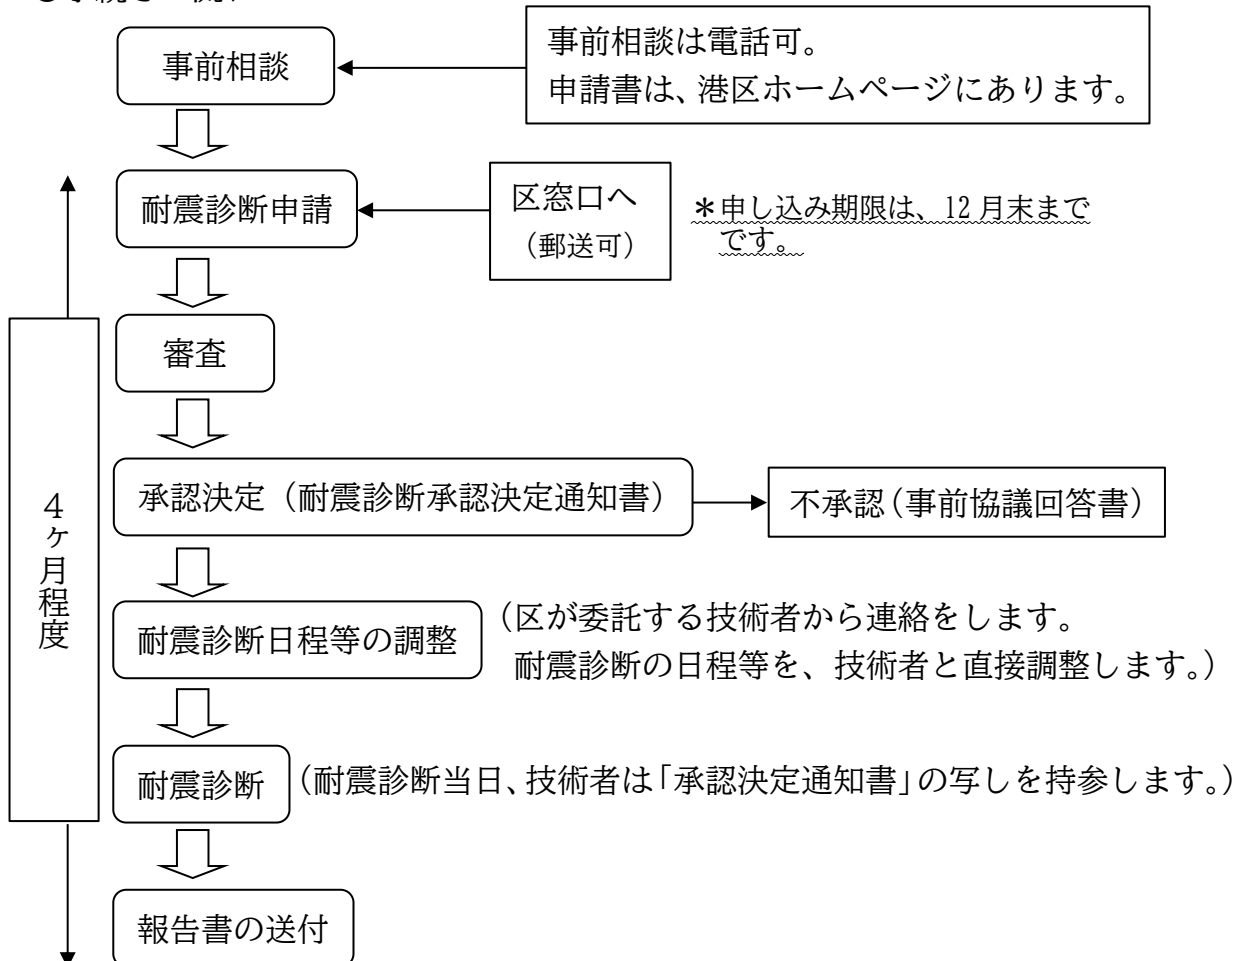 事前相談
事前相談は電話可。
申請書は、港区ホームページにあります。
耐震診断申請
区窓口へ
（郵送可）
＊申し込み期限は、12月末まで
です。
審査
4ヶ月程度
承認決定（耐震診断承認決定通知書）
不承認（事前協議回答書）
耐震診断日程等の調整
（区が委託する技術者から連絡をします。
耐震診断の日程等を、技術者と直接調整します。）
耐震診断
（耐震診断当日、技術者は「承認決定通知書」の写しを持参します。）
報告書の送付